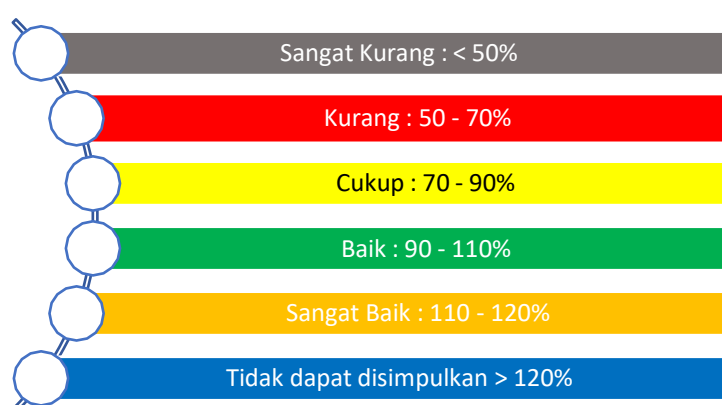 Sangat Kurang : < 50%
Kurang : 50 - 70%
Cukup : 70 - 90%
Baik : 90 - 110%
Sangat Baik : 110 - 120%
Tidak dapat disimpulkan > 120%